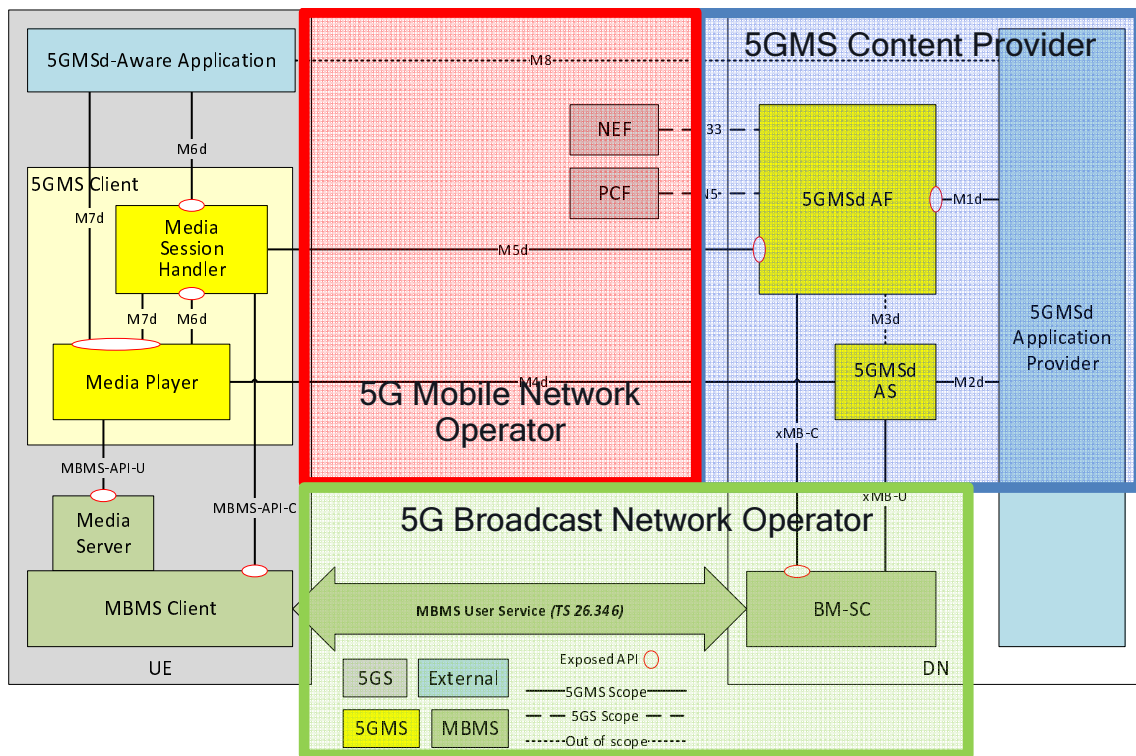 5GMS Content Provider
5GMSd-Aware Application
M8
NEF
N33
PCF
N5
M6d
5GMS Client
M7d
Media
Session
Handler
5GMSd AF
M1d
M5d
M7d
M6d
M3d
5GMSd
Application
Provider
Media Player
M4d
5GMSd
AS
M2d
5G Mobile Network
Operator
xMB-C
MBMS-API-U
xMB-U
MBMS-API-C
Media
Server
5G Broadcast Network Operator
MBMS Client
MBMS User Service (TS 26.346)
BM-SC
UE
DN
Exposed API
5GS
External
5GMS Scope
5GS Scope
5GMS
MBMS
Out of scope